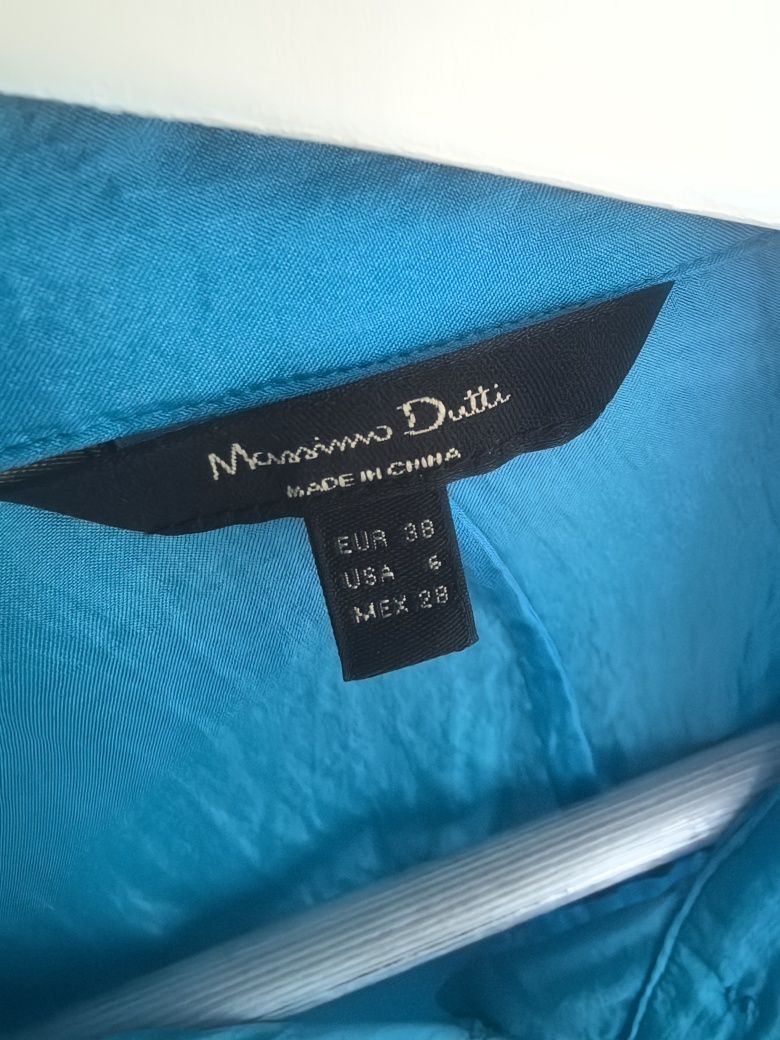 Massimo Dutti
MADE IN CHINA
EUR 38
USA 6
MEX 28